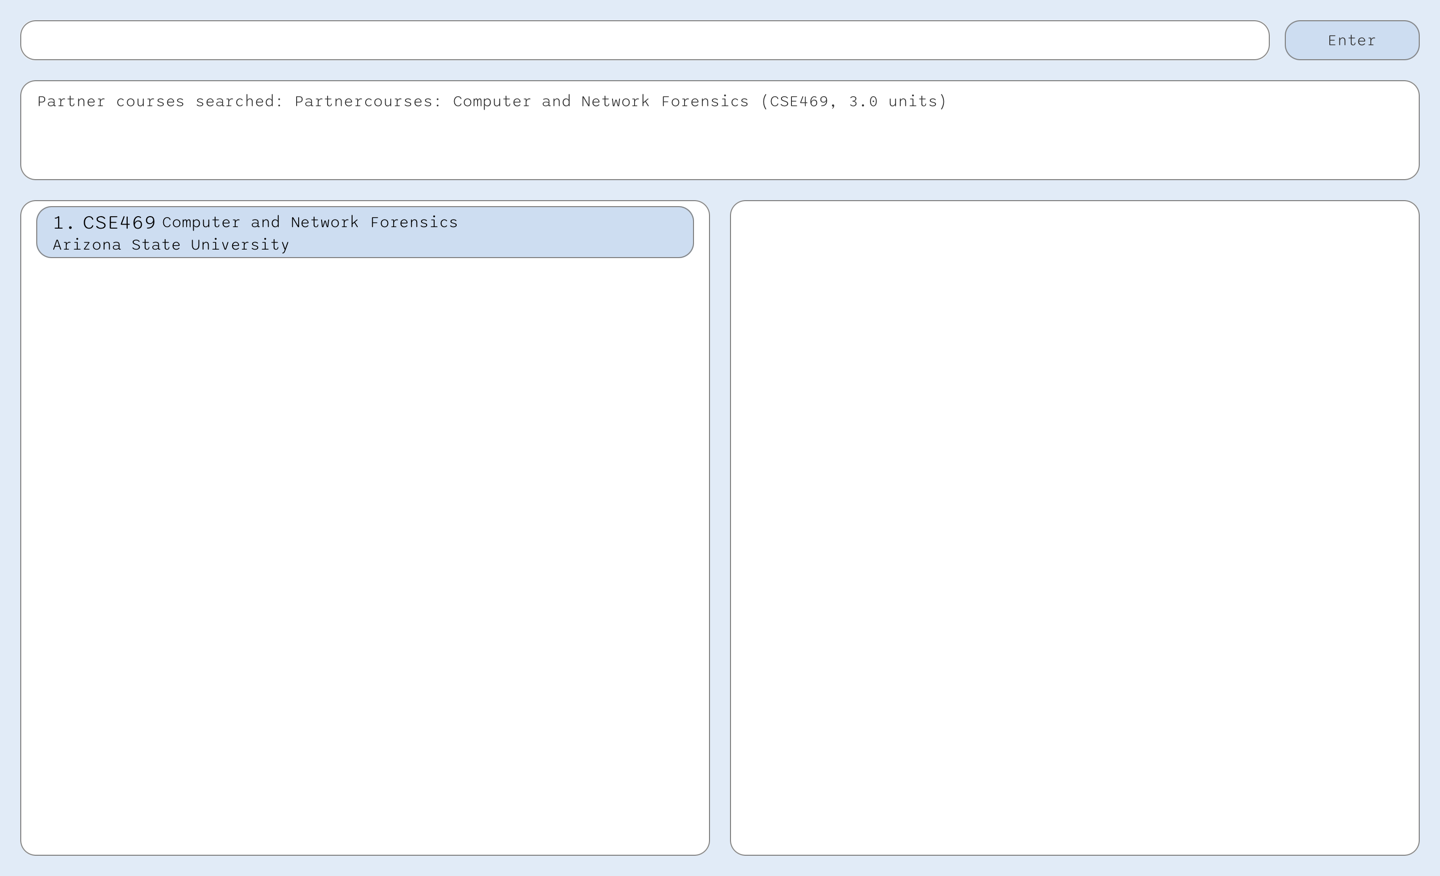 Enter
Partner courses searched: Partnercourses: Computer and Network Forensics (CSE469, 3.0 units)
1. CSE469 Computer and Network Forensics
Arizona State University